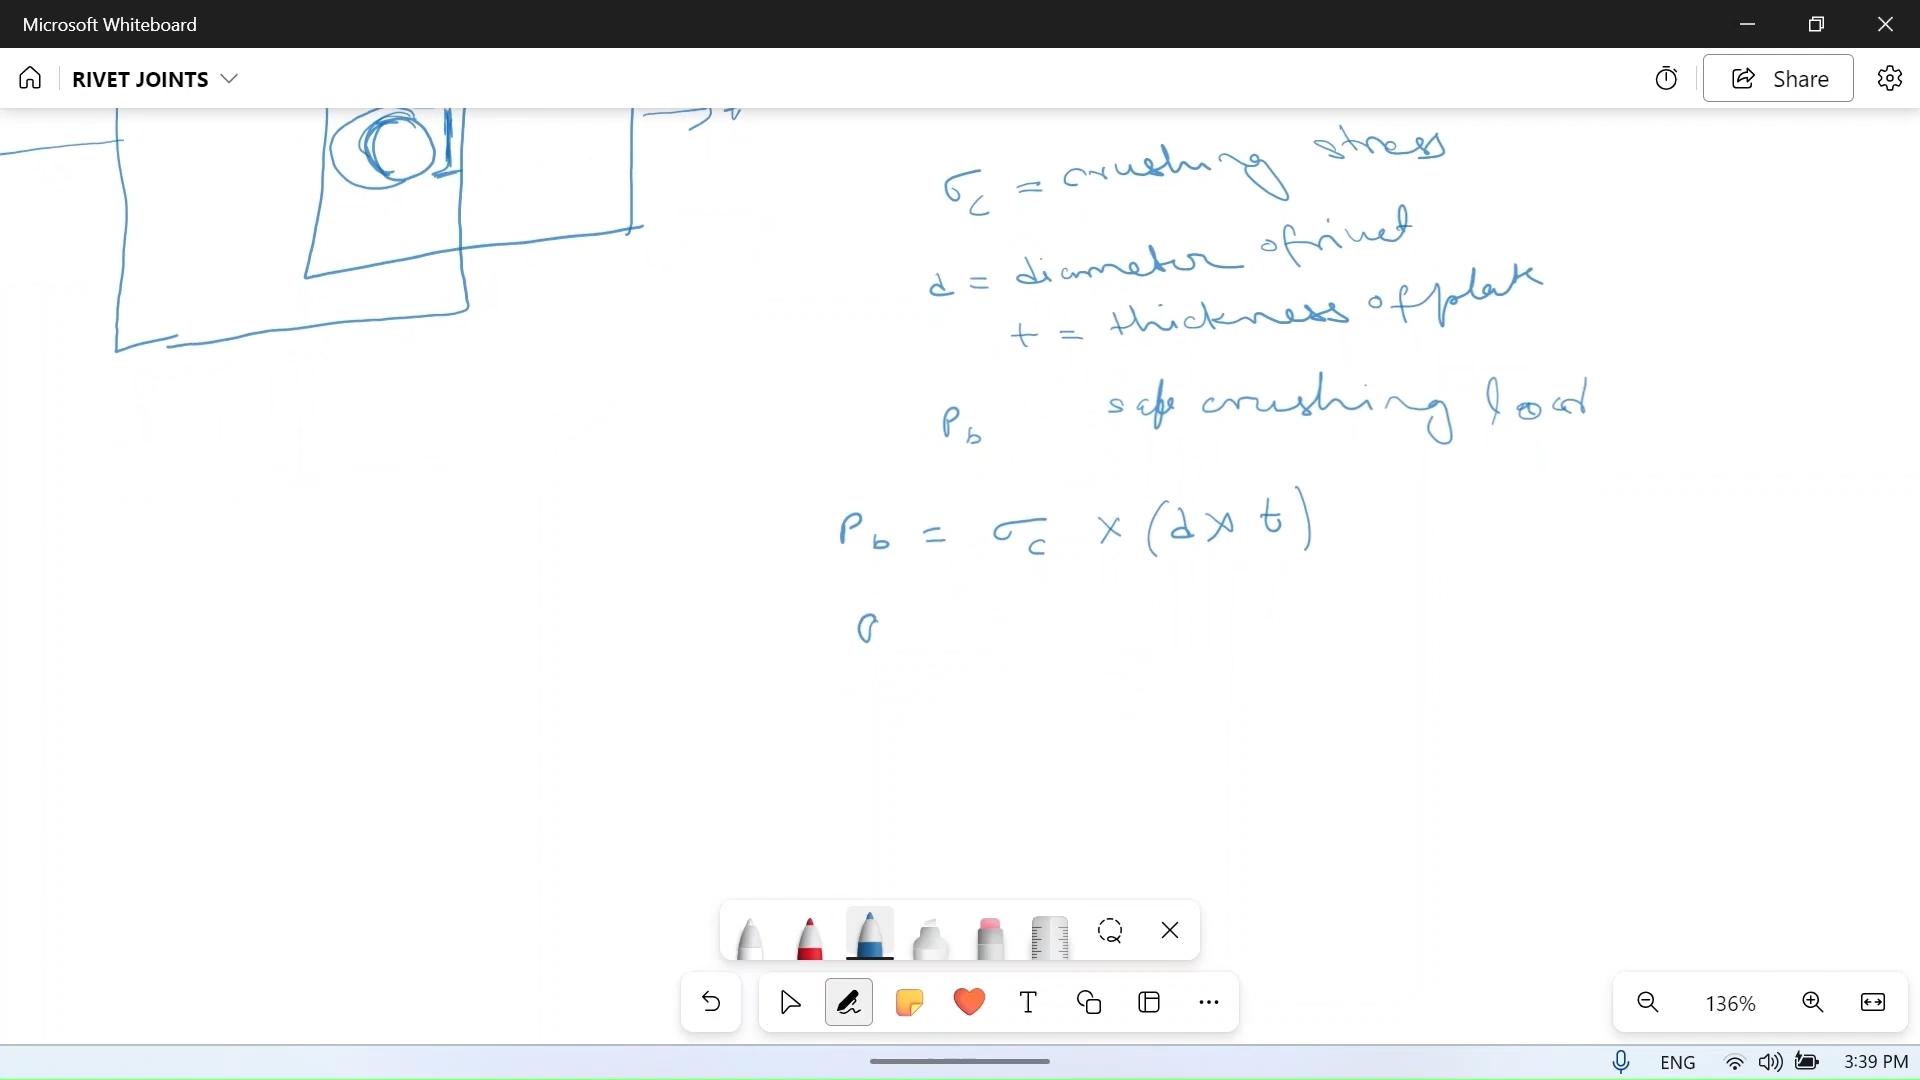 Microsoft Whiteboard
RIVET JOINTS
Share
σc = crushing stress
d = diameter of rivet
t = thickness of plate
Pb safe crushing load
Pb = σc × (d × t)
T
136%
ENG
3:39 PM